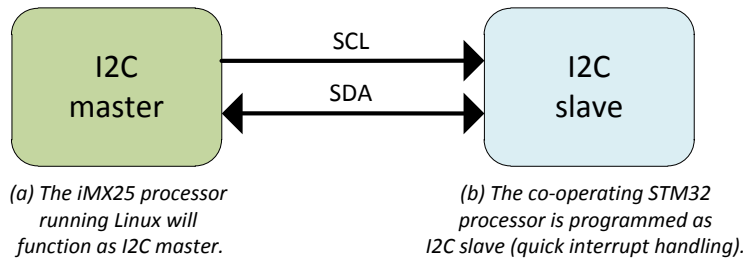 I2C
master
SCL
SDA
I2C
slave
(a) The iMX25 processor
running Linux will
function as I2C master.
(b) The co-operating STM32
processor is programmed as
I2C slave (quick interrupt handling).